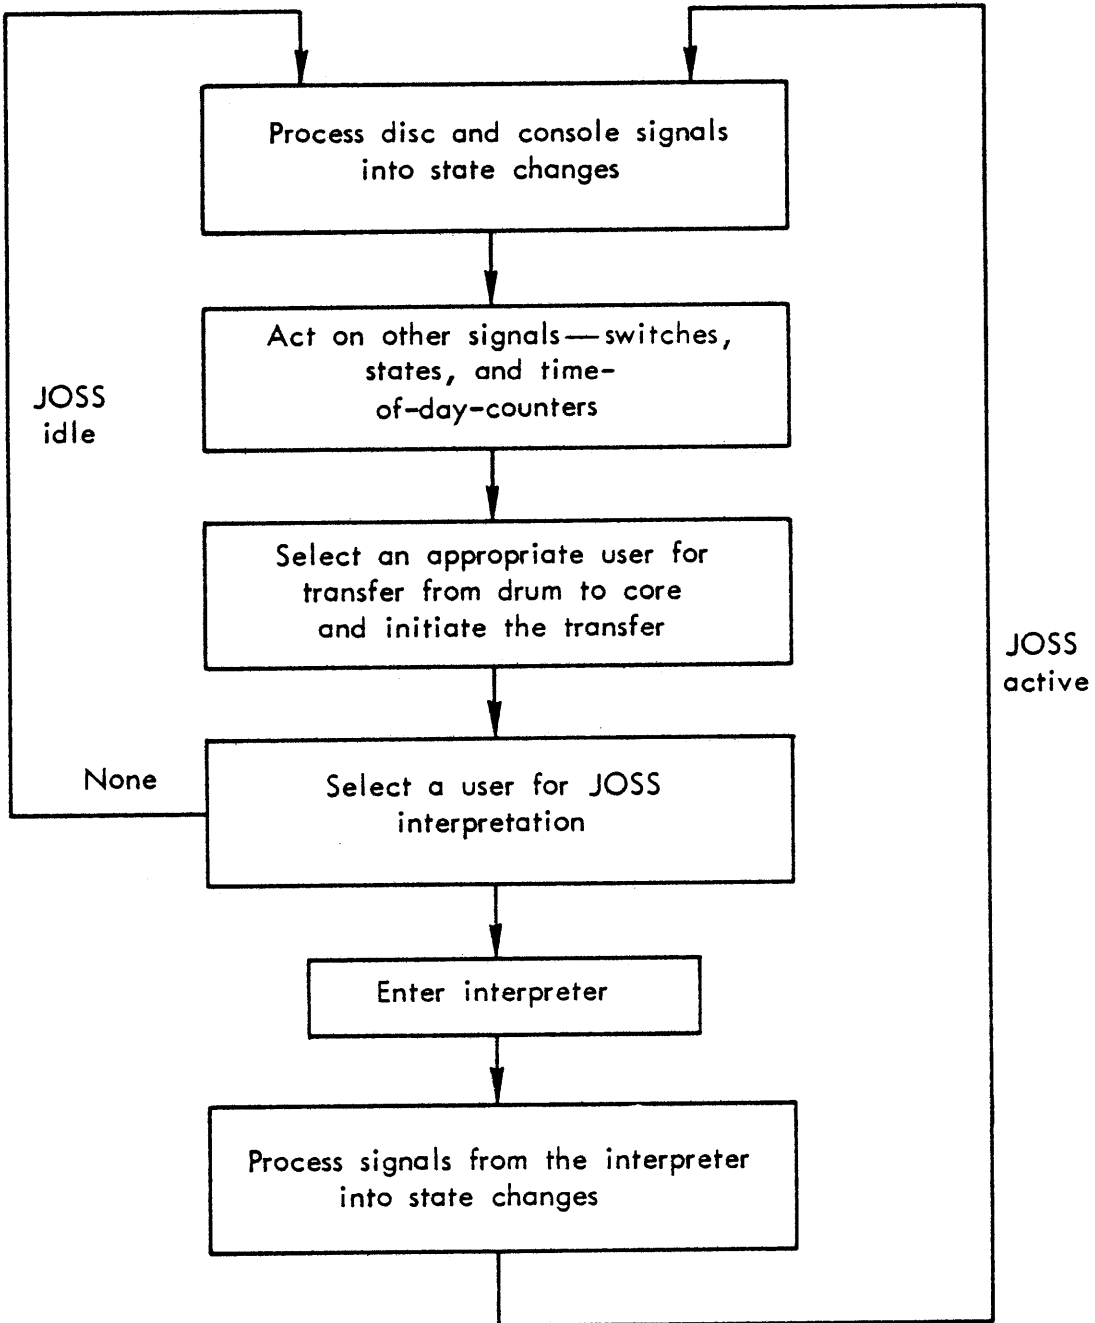 Process disc and console signals
into state changes
Act on other signals—switches,
states, and time-
of-day-counters
JOSS
idle
Select an appropriate user for
transfer from drum to core
and initiate the transfer
JOSS
active
None
Select a user for JOSS
interpretation
Enter interpreter
Process signals from the interpreter
into state changes